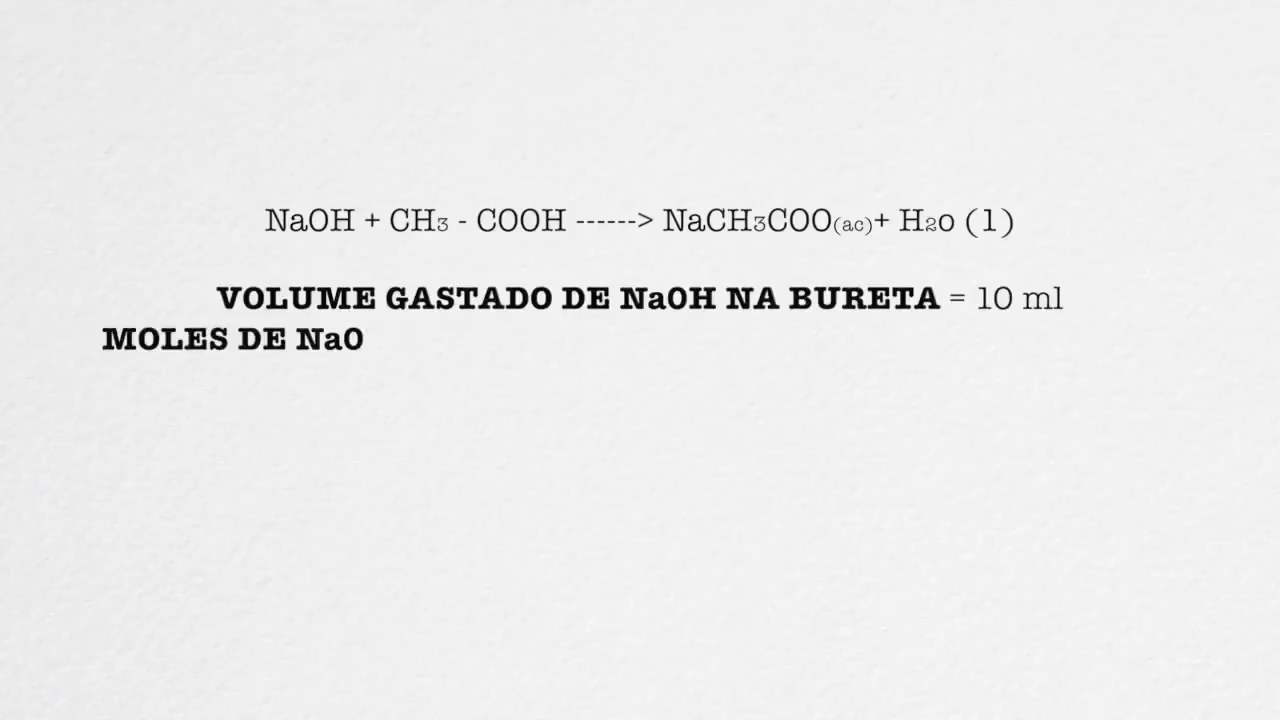 NaOH + CH3 - COOH ------> NaCH3COO(ac)+ H2o (1)
VOLUME GASTADO DE NaOH NA BURETA = 10 ml
MOLES DE NaO